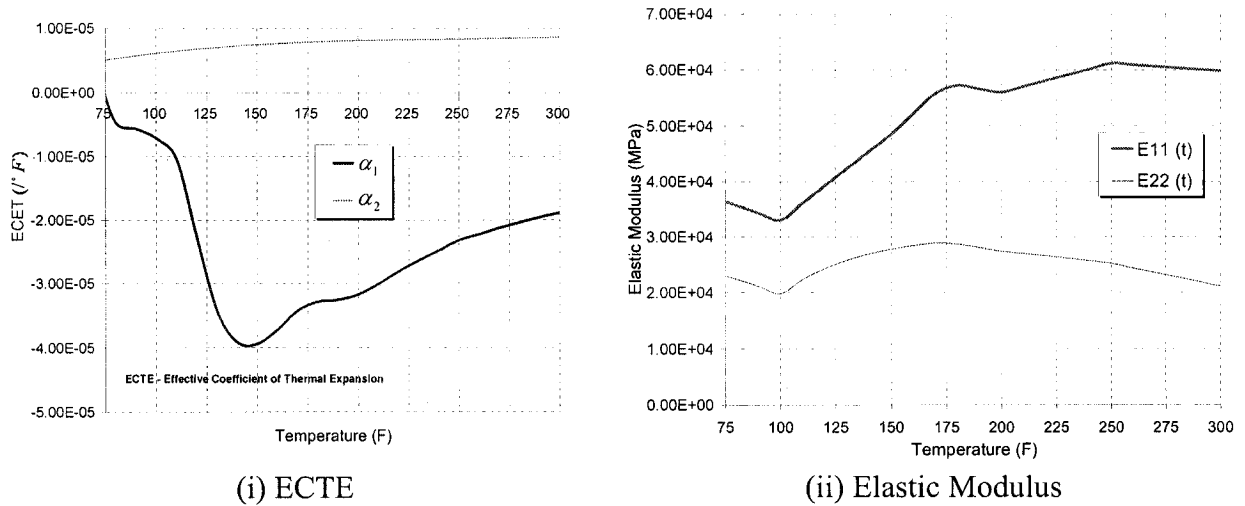 1.00E-05
0.00E+00
-1.00E-05
-2.00E-05
-3.00E-05
-4.00E-05
-5.00E-05
75 100 125 150 175 200 225 250 275 300
ECET (/°F)
α1
α2
ECTE - Effective Coefficient of Thermal Expansion
Temperature (F)
(i) ECTE
7.00E+04
6.00E+04
5.00E+04
4.00E+04
3.00E+04
2.00E+04
1.00E+04
0.00E+00
Elastic Modulus (MPa)
E11 (t)
E22 (t)
75 100 125 150 175 200 225 250 275 300
Temperature (F)
(ii) Elastic Modulus